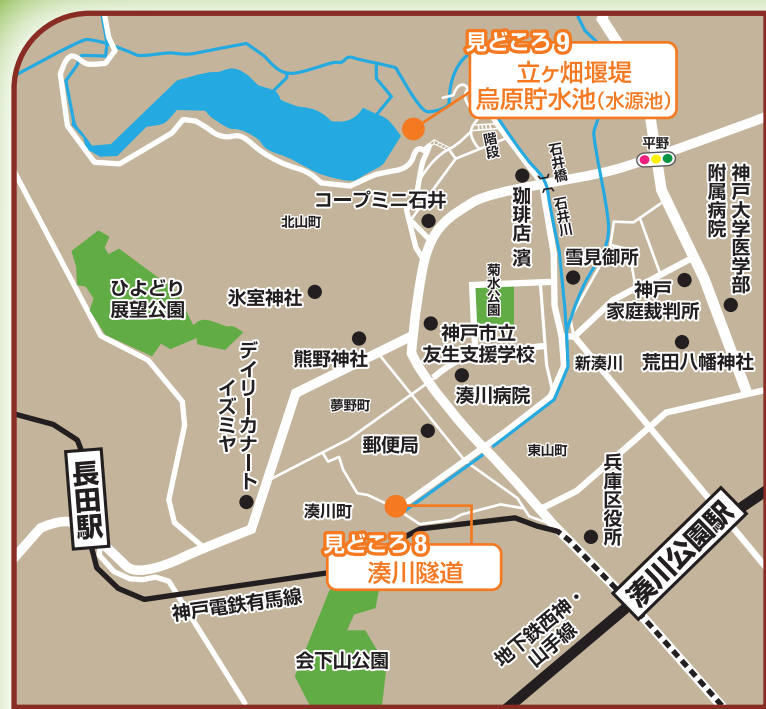 見どころ9
立ヶ畑堰堤
烏原貯水池(水源池)
階段
石井橋
平野
石井川
神戸大学医学部
附属病院
コープミニ石井
北山町
珈琲店 濱
雪見御所
菊水公園
ひよどり
展望公園
氷室神社
神戸
家庭裁判所
神戸市立
友生支援学校
熊野神社
新湊川
荒田八幡神社
デイリーカナート
イズミヤ
湊川病院
夢野町
郵便局
東山町
長田駅
兵庫区役所
湊川町
見どころ8
湊川隧道
湊川公園駅
神戸電鉄有馬線
地下鉄西神・
山手線
会下山公園